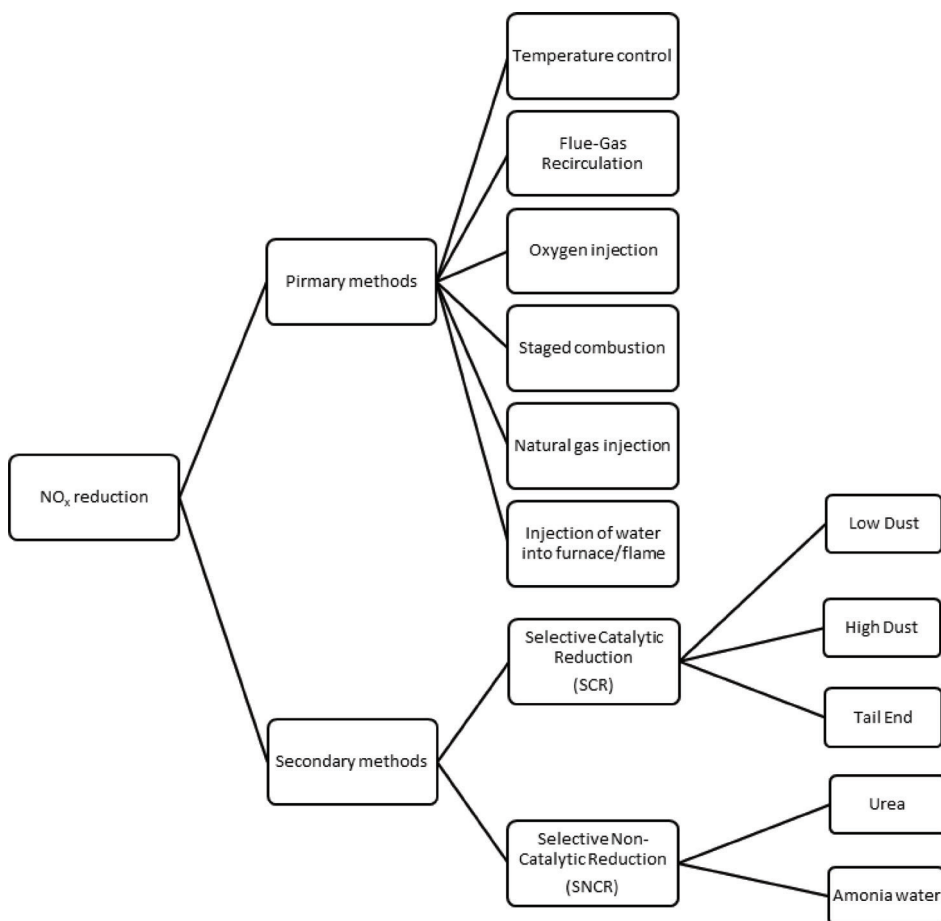 Temperature control
Flue-Gas
Recirculation
Oxygen injection
Pirmary methods
Staged combustion
Natural gas injection
NOₓ reduction
Injection of water
into furnace/flame
Low Dust
High Dust
Selective Catalytic
Reduction
(SCR)
Tail End
Secondary methods
Urea
Selective Non-
Catalytic Reduction
(SNCR)
Amonia water